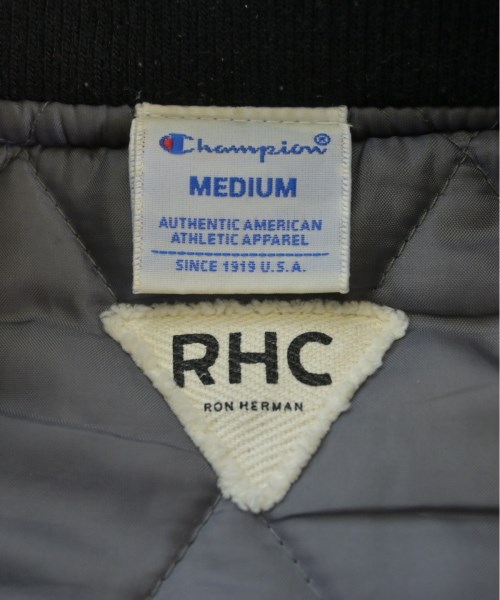 Champion®
MEDIUM
AUTHENTIC AMERICAN
ATHLETIC APPAREL
SINCE 1919 U.S.A.
RHC
RON HERMAN